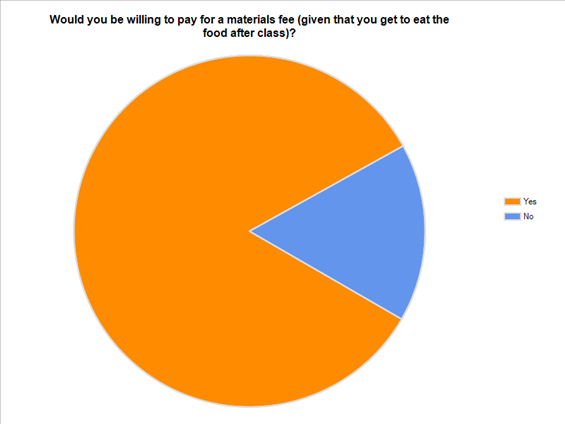 Would you be willing to pay for a materials fee (given that you get to eat the
food after class)?
Yes
No